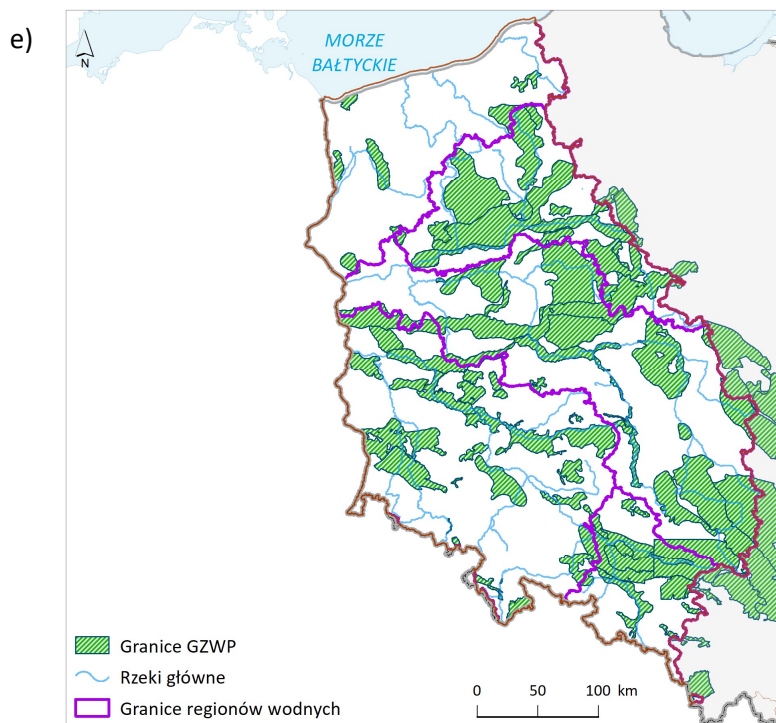 e)
N
MORZE
BAŁTYCKIE
Granice GZWP
Rzeki główne
Granice regionów wodnych
0 50 100 km